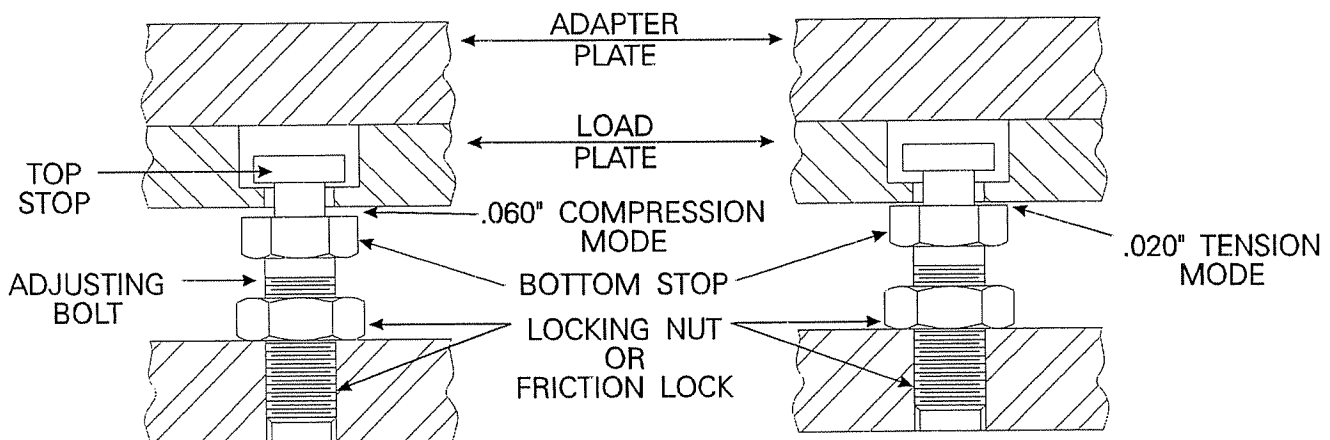 ADAPTER
PLATE
LOAD
PLATE
TOP
STOP
.060" COMPRESSION
MODE
.020" TENSION
MODE
ADJUSTING
BOLT
BOTTOM STOP
LOCKING NUT
OR
FRICTION LOCK